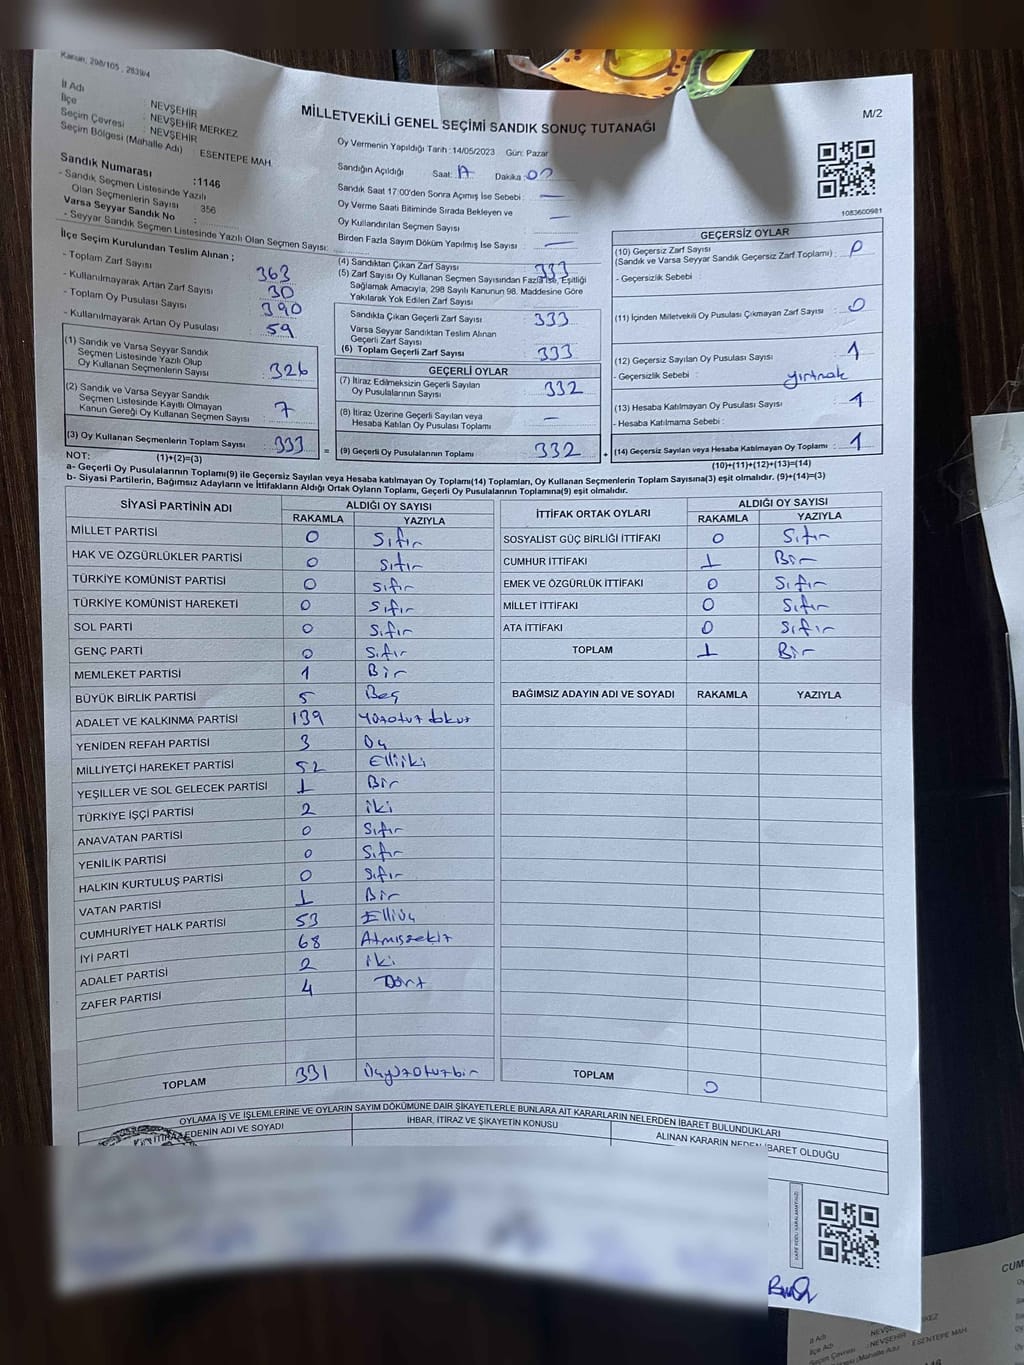 Kanun; 298/105 , 2839/4
İl Adı : NEVŞEHİR
İlçe : NEVŞEHİR MERKEZ
Seçim Çevresi : NEVŞEHİR
Seçim Bölgesi (Mahalle Adı) : ESENTEPE MAH.
Sandık Numarası :1146
- Sandık Seçmen Listesinde Yazılı
Olan Seçmenlerin Sayısı : 356
Varsa Seyyar Sandık No :
- Seyyar Sandık Seçmen Listesinde Yazılı Olan Seçmen Sayısı:
MİLLETVEKİLİ GENEL SEÇİMİ SANDIK SONUÇ TUTANAĞI
M/2
Oy Vermenin Yapıldığı Tarih :14/05/2023 Gün: Pazar
Sandığın Açıldığı Saat: Dakika :
Sandık Saat 17:00'den Sonra Açımış İse Sebebi : —
Oy Verme Saati Bitiminde Sırada Bekleyen ve
Oy Kullandırılan Seçmen Sayısı : —
Birden Fazla Sayım Döküm Yapılmış İse Sayısı : —
1083600981
İlçe Seçim Kurulundan Teslim Alınan ;
- Toplam Zarf Sayısı : 363
- Kullanılmayarak Artan Zarf Sayısı : 30
- Toplam Oy Pusulası Sayısı : 390
- Kullanılmayarak Artan Oy Pusulası : 59
(1) Sandık ve Varsa Seyyar Sandık
Seçmen Listesinde Yazılı Olup
Oy Kullanan Seçmenlerin Sayısı : 326
(2) Sandık ve Varsa Seyyar Sandık
Seçmen Listesinde Kayıtlı Olmayan
Kanun Gereği Oy Kullanan Seçmen Sayısı : 7
(3) Oy Kullanan Seçmenlerin Toplam Sayısı : 333
(4) Sandıktan Çıkan Zarf Sayısı : 333
(5) Zarf Sayısı Oy Kullanan Seçmen Sayısından Fazla İse, Eşitliği
Sağlamak Amacıyla, 298 Sayılı Kanunun 98. Maddesine Göre
Yakılarak Yok Edilen Zarf Sayısı :
Sandıkla Çıkan Geçerli Zarf Sayısı : 333
Varsa Seyyar Sandıktan Teslim Alınan
Geçerli Zarf Sayısı :
(6) Toplam Geçerli Zarf Sayısı : 333
GEÇERLİ OYLAR
(7) İtiraz Edilmeksizin Geçerli Sayılan
Oy Pusulalarının Sayısı : 332
(8) İtiraz Üzerine Geçerli Sayılan veya
Hesaba Katılan Oy Pusulası Toplamı : —
= (9) Geçerli Oy Pusulalarının Toplamı : 332
GEÇERSİZ OYLAR
(10) Geçersiz Zarf Sayısı
(Sandık ve Varsa Seyyar Sandık Geçersiz Zarf Toplamı) : 0
- Geçersizlik Sebebi :
(11) İçinden Milletvekili Oy Pusulası Çıkmayan Zarf Sayısı : 0
(12) Geçersiz Sayılan Oy Pusulası Sayısı : 1
- Geçersizlik Sebebi : yırtmak
(13) Hesaba Katılmayan Oy Pusulası Sayısı : 1
- Hesaba Katılmama Sebebi :
+ (14) Geçersiz Sayılan veya Hesaba Katılmayan Oy Toplamı : 1
NOT: (1)+(2)=(3)
(10)+(11)+(12)+(13)=(14)
a- Geçerli Oy Pusulalarının Toplamı(9) ile Geçersiz Sayılan veya Hesaba katılmayan Oy Toplamı(14) Toplamları, Oy Kullanan Seçmenlerin Toplam Sayısına(3) eşit olmalıdır. (9)+(14)=(3)
b- Siyasi Partilerin, Bağımsız Adayların ve İttifakların Aldığı Ortak Oyların Toplamı, Geçerli Oy Pusulalarının Toplamına(9) eşit olmalıdır.
SİYASİ PARTİNİN ADI ALDIĞI OY SAYISI
RAKAMLA YAZIYLA
MİLLET PARTİSİ 0 Sıfır
HAK VE ÖZGÜRLÜKLER PARTİSİ 0 sıfır
TÜRKİYE KOMÜNİST PARTİSİ 0 sıfır
TÜRKİYE KOMÜNİST HAREKETİ 0 sıfır
SOL PARTİ 0 sıfır
GENÇ PARTİ 0 sıfır
MEMLEKET PARTİSİ 1 Bir
BÜYÜK BİRLİK PARTİSİ 5 Beş
ADALET VE KALKINMA PARTİSİ 139 Yüzotuz dokuz
YENİDEN REFAH PARTİSİ 3 Üç
MİLLİYETÇİ HAREKET PARTİSİ 52 Elliiki
YEŞİLLER VE SOL GELECEK PARTİSİ 1 Bir
TÜRKİYE İŞÇİ PARTİSİ 2 iki
ANAVATAN PARTİSİ 0 Sıfır
YENİLİK PARTİSİ 0 Sıfır
HALKIN KURTULUŞ PARTİSİ 0 Sıfır
VATAN PARTİSİ 1 Bir
CUMHURİYET HALK PARTİSİ 53 Elliüç
İYİ PARTİ 68 Atmışsekiz
ADALET PARTİSİ 2 iki
ZAFER PARTİSİ 4 Dört
TOPLAM 331 Üçyüzotuzbir
İTTİFAK ORTAK OYLARI ALDIĞI OY SAYISI
RAKAMLA YAZIYLA
SOSYALİST GÜÇ BİRLİĞİ İTTİFAKI 0 Sıfır
CUMHUR İTTİFAKI 1 Bir
EMEK VE ÖZGÜRLÜK İTTİFAKI 0 Sıfır
MİLLET İTTİFAKI 0 Sıfır
ATA İTTİFAKI 0 Sıfır
TOPLAM 1 Bir
BAĞIMSIZ ADAYIN ADI VE SOYADI RAKAMLA YAZIYLA
TOPLAM 0
OYLAMA İŞ VE İŞLEMLERİNE VE OYLARIN SAYIM DÖKÜMÜNE DAİR ŞİKAYETLERLE BUNLARA AİT KARARLARIN NELERDEN İBARET BULUNDUKLARI
EDENİN ADI VE SOYADI
İHBAR, İTİRAZ VE ŞİKAYETİN KONUSU
ALINAN KARARIN NEDEN İBARET OLDUĞU
KARE KODU KARALAMAYINIZ!
CUM
İl Adı : NEVŞ
İlçe MERKEZ
Seçim Çevresi : NEVŞEHİR
Seçim Bölgesi (Mahalle Adı) : ESENTEPE MAH.